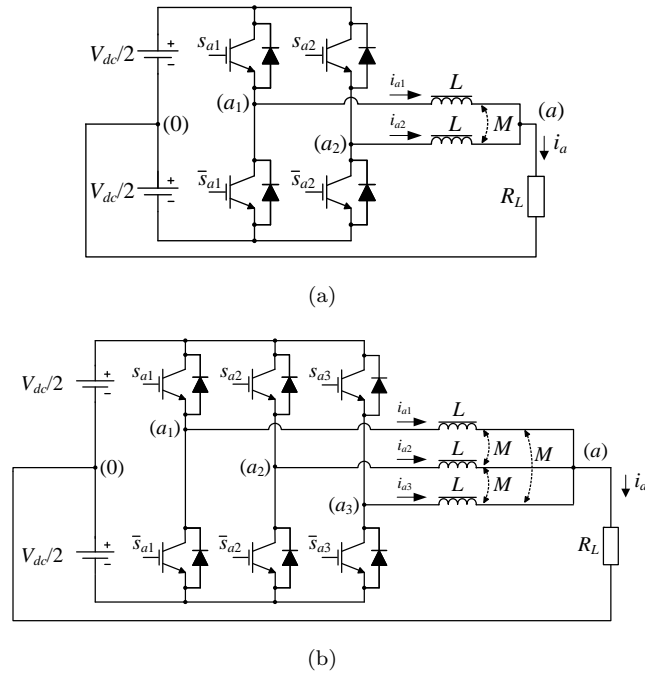 V_dc/2 + − s_a1 s_a2
(a_1) i_a1 L (a)
(0) i_a2 L M i_a
(a_2)
V_dc/2 + − s̅_a1 s̅_a2 R_L
(a)
V_dc/2 + − s_a1 s_a2 s_a3
(a_1) i_a1 L
(0) (a_2) i_a2 L M M (a)
(a_3) i_a3 L M i_a
V_dc/2 + − s̅_a1 s̅_a2 s̅_a3 R_L
(b)